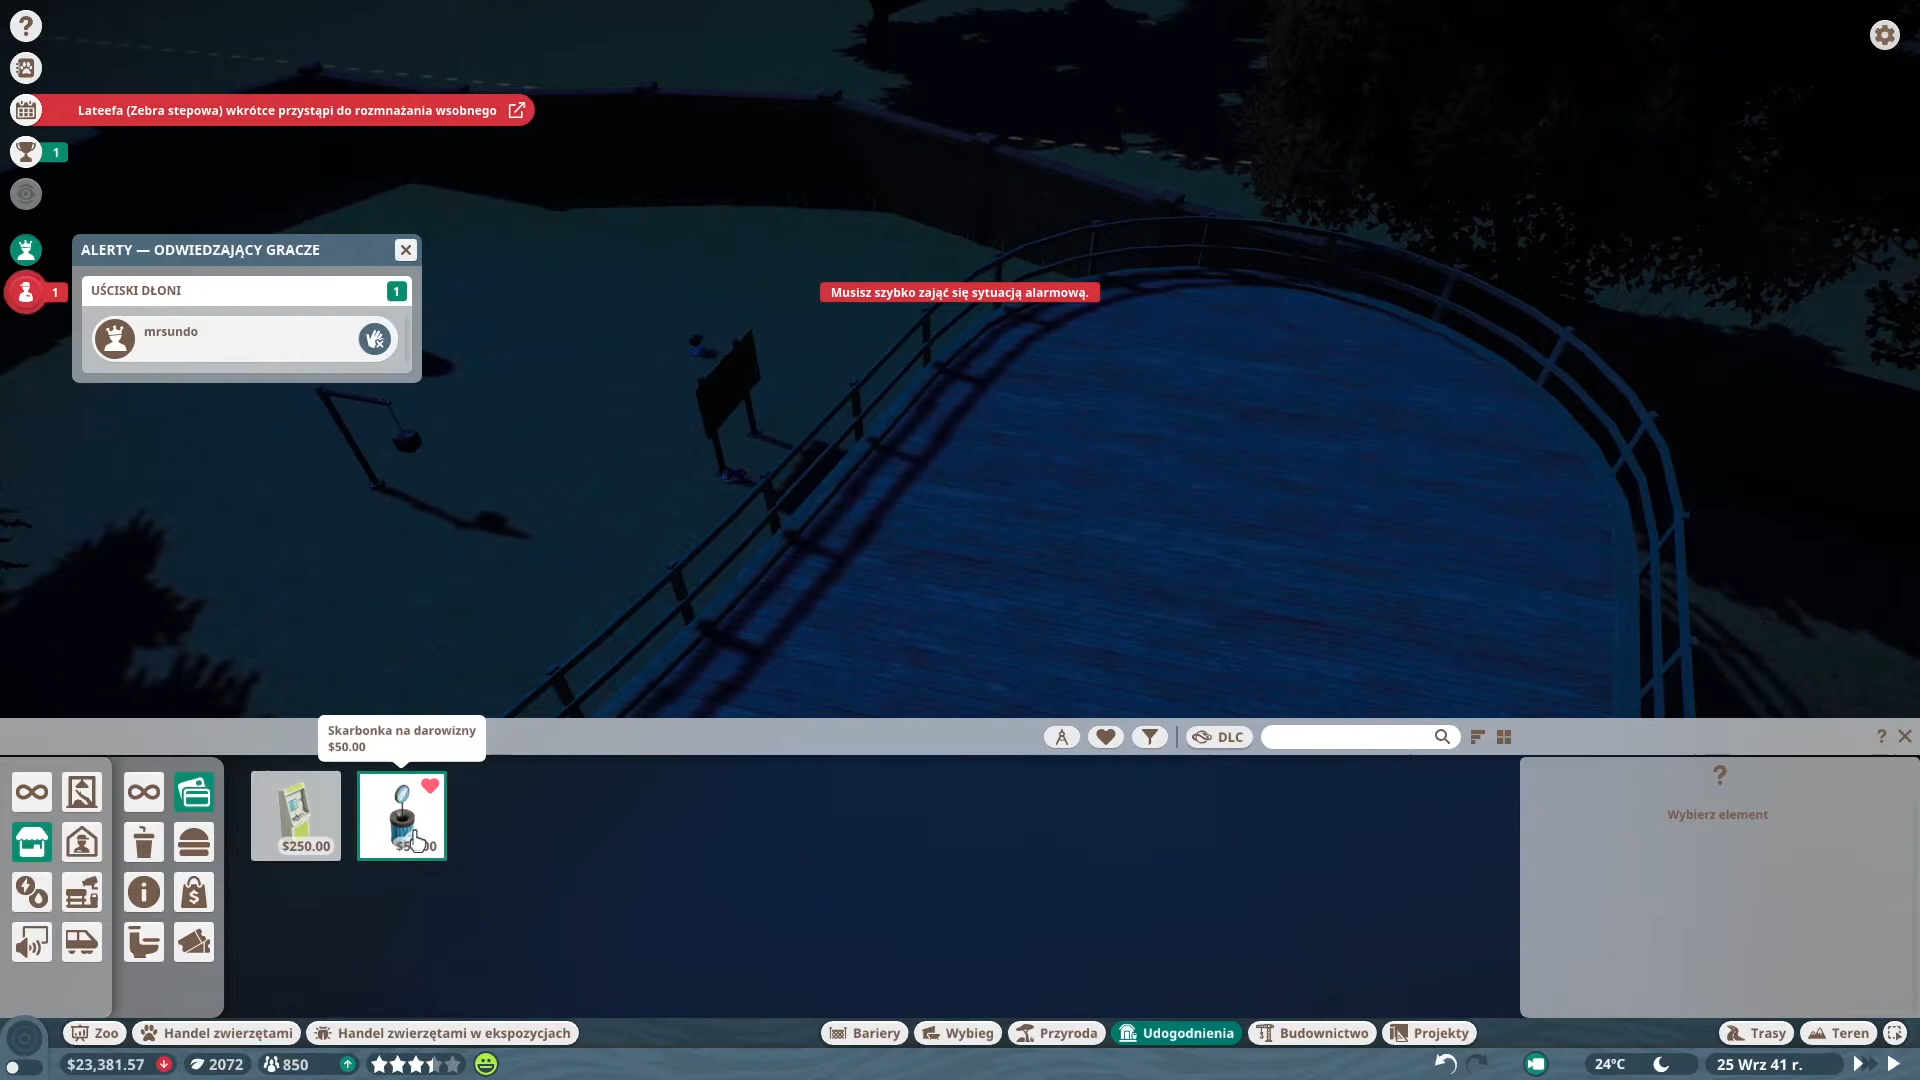 Lateefa (Zebra stepowa) wkrótce przystąpi do rozmnażania wsobnego
1
ALERTY — ODWIEDZAJĄCY GRACZE
UŚCISKI DŁONI 1
mrsundo
1
Musisz szybko zająć się sytuacją alarmową.
Skarbonka na darowizny
$50.00
DLC
?
$250.00
Wybierz element
Zoo Handel zwierzętami Handel zwierzętami w ekspozycjach Bariery Wybieg Przyroda Udogodnienia Budownictwo Projekty Trasy Teren
$23,381.57 2072 850 24°C 25 Wrz 41 r.